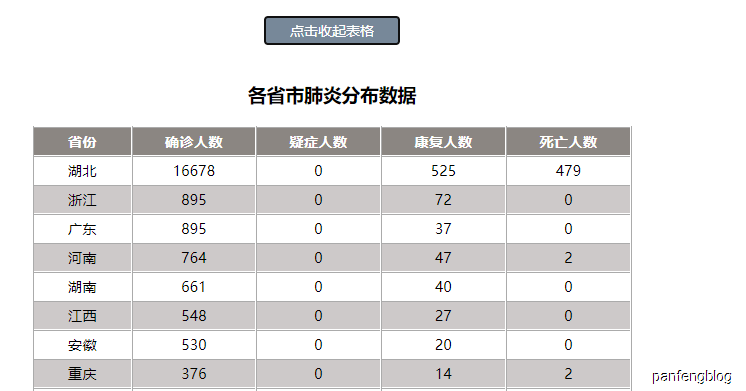 点击收起表格
各省市肺炎分布数据
省份 确诊人数 疑症人数 康复人数 死亡人数
湖北 16678 0 525 479
浙江 895 0 72 0
广东 895 0 37 0
河南 764 0 47 2
湖南 661 0 40 0
江西 548 0 27 0
安徽 530 0 20 0
重庆 376 0 14 2
panfengblog